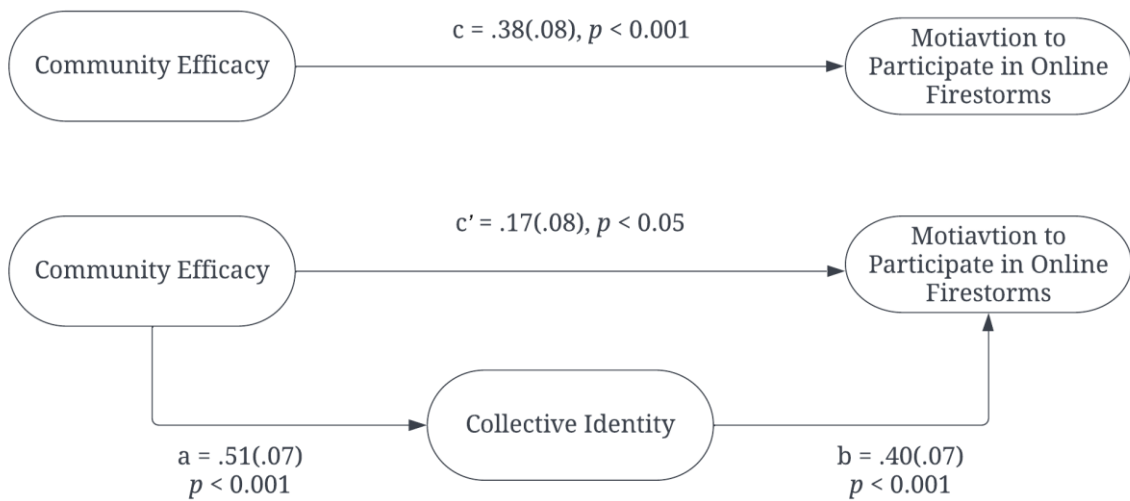 Community Efficacy
c = .38(.08), p < 0.001
Motiavtion to
Participate in Online
Firestorms
Community Efficacy
c’ = .17(.08), p < 0.05
Motiavtion to
Participate in Online
Firestorms
Collective Identity
a = .51(.07)
p < 0.001
b = .40(.07)
p < 0.001